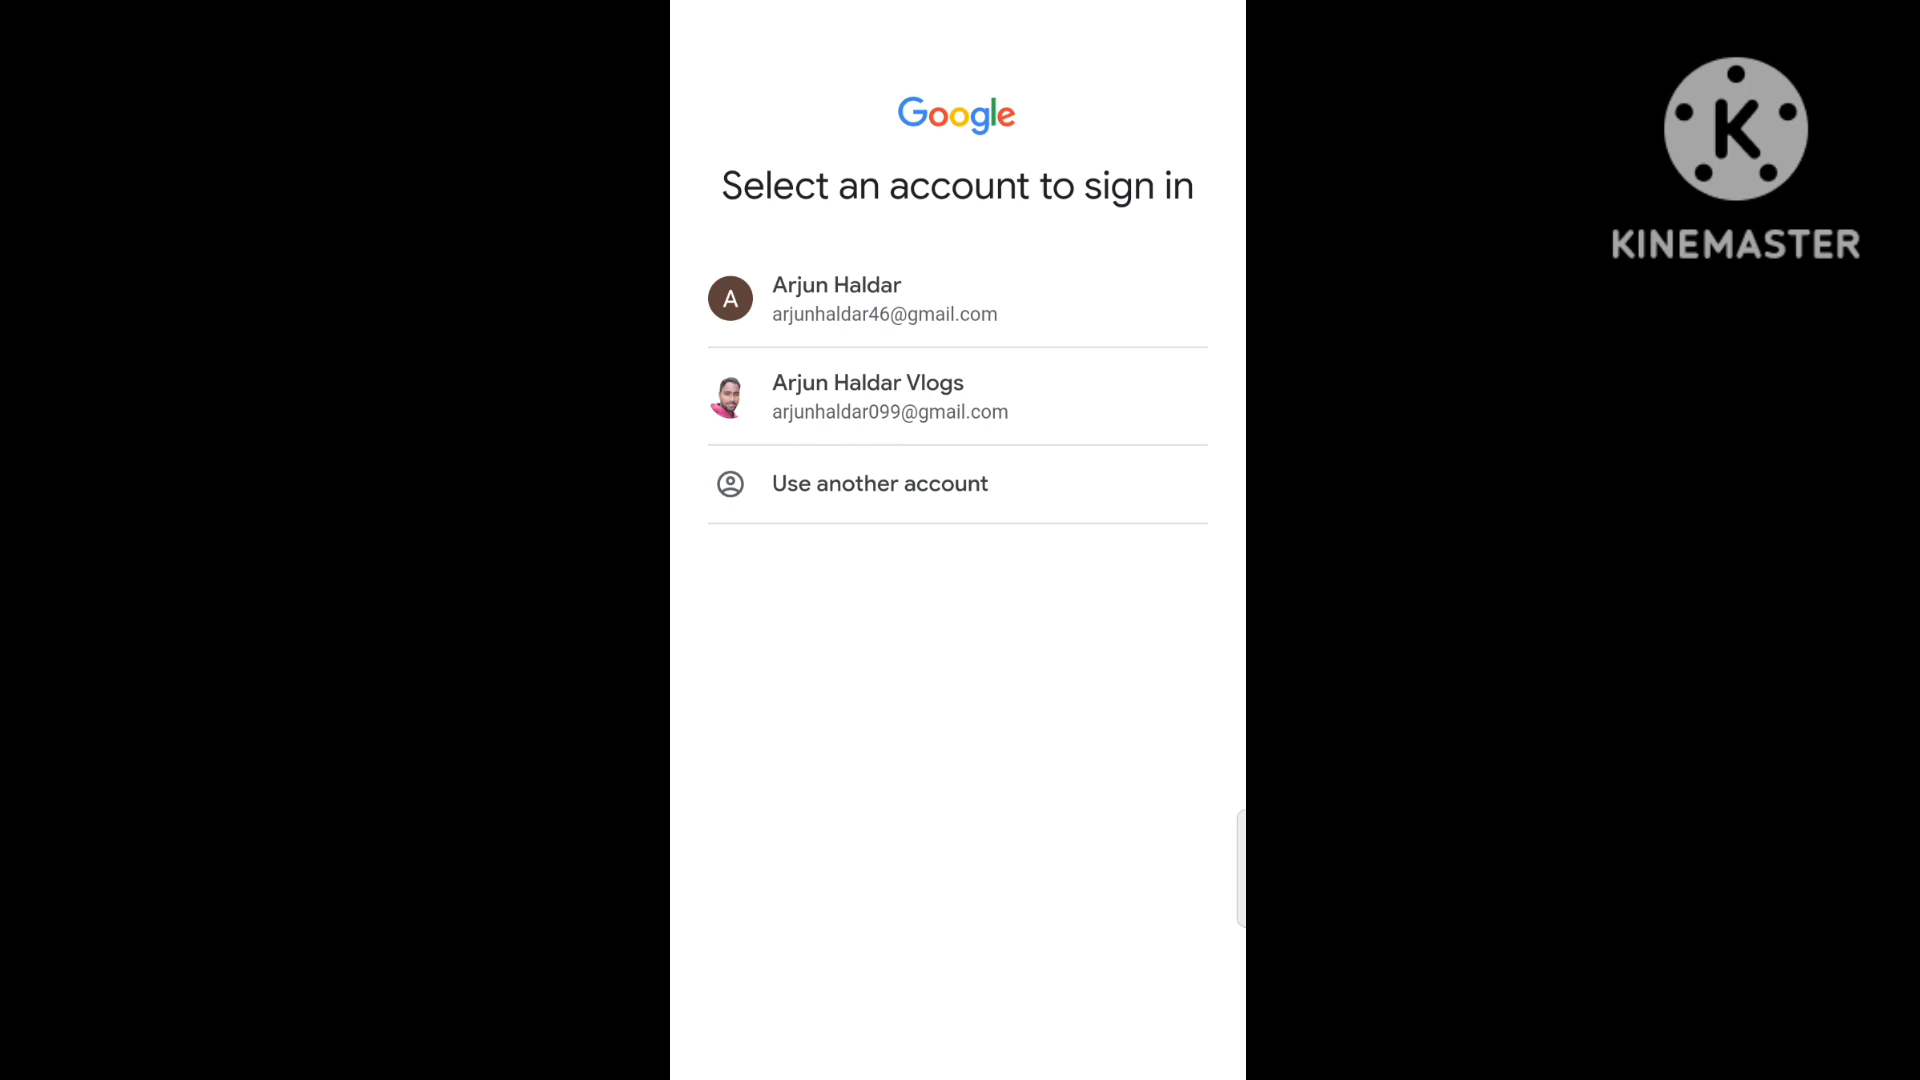 Google
Select an account to sign in
A
Arjun Haldar
arjunhaldar46@gmail.com
Arjun Haldar Vlogs
arjunhaldar099@gmail.com
Use another account
K
KINEMASTER